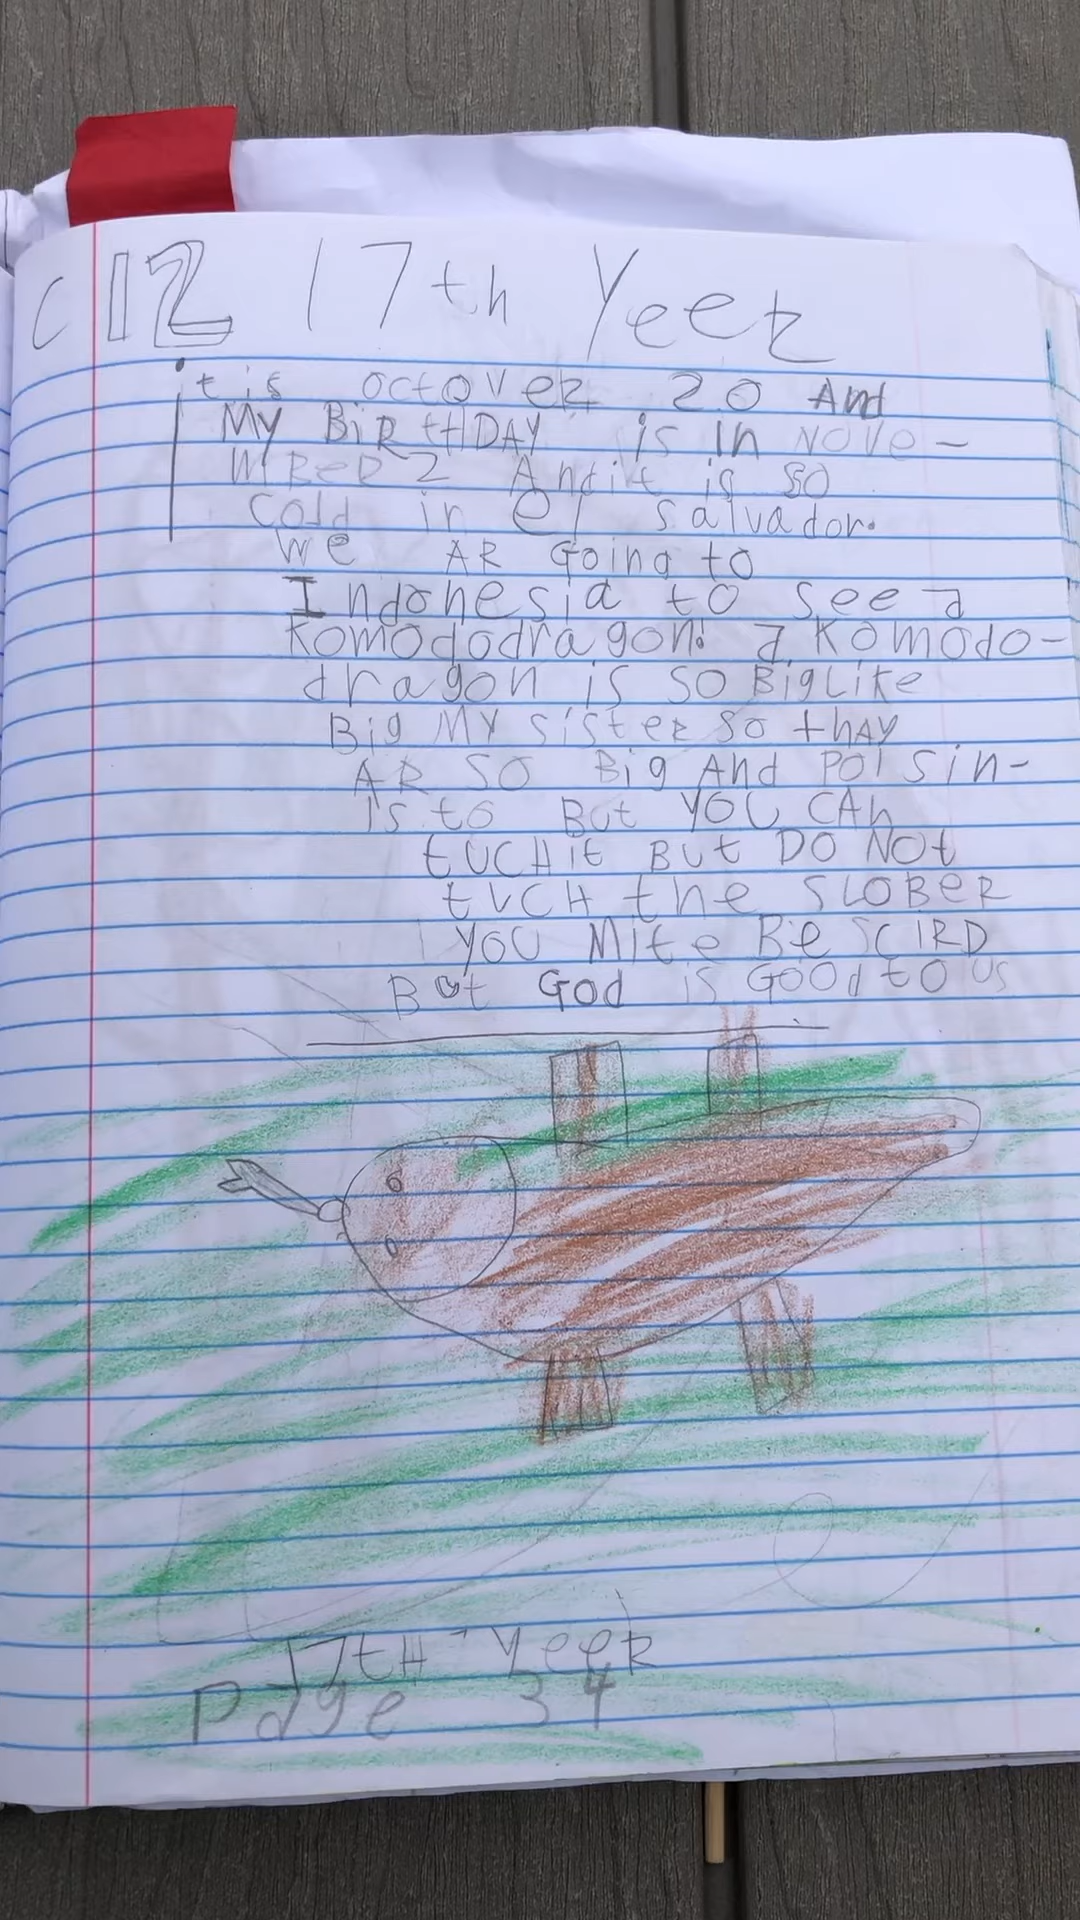 C12 17th Yeer
it is octOVer 20 And
My BiRtHDAY is in NOVe-
MBeR 2 And it is so
cold in el salvador.
We AR Going to
Indonesia to see a
Komododragon! a Komodo-
dragon is so Big Like
Big MY sister so thay
AR SO Big And POisin-
is to But YOU CAn
tUCH it But DO NOt
tUCH the SLOBeR
YOU Mite Be SCIRD
But God is GOOd to us
17tH-YeeR
Page 34